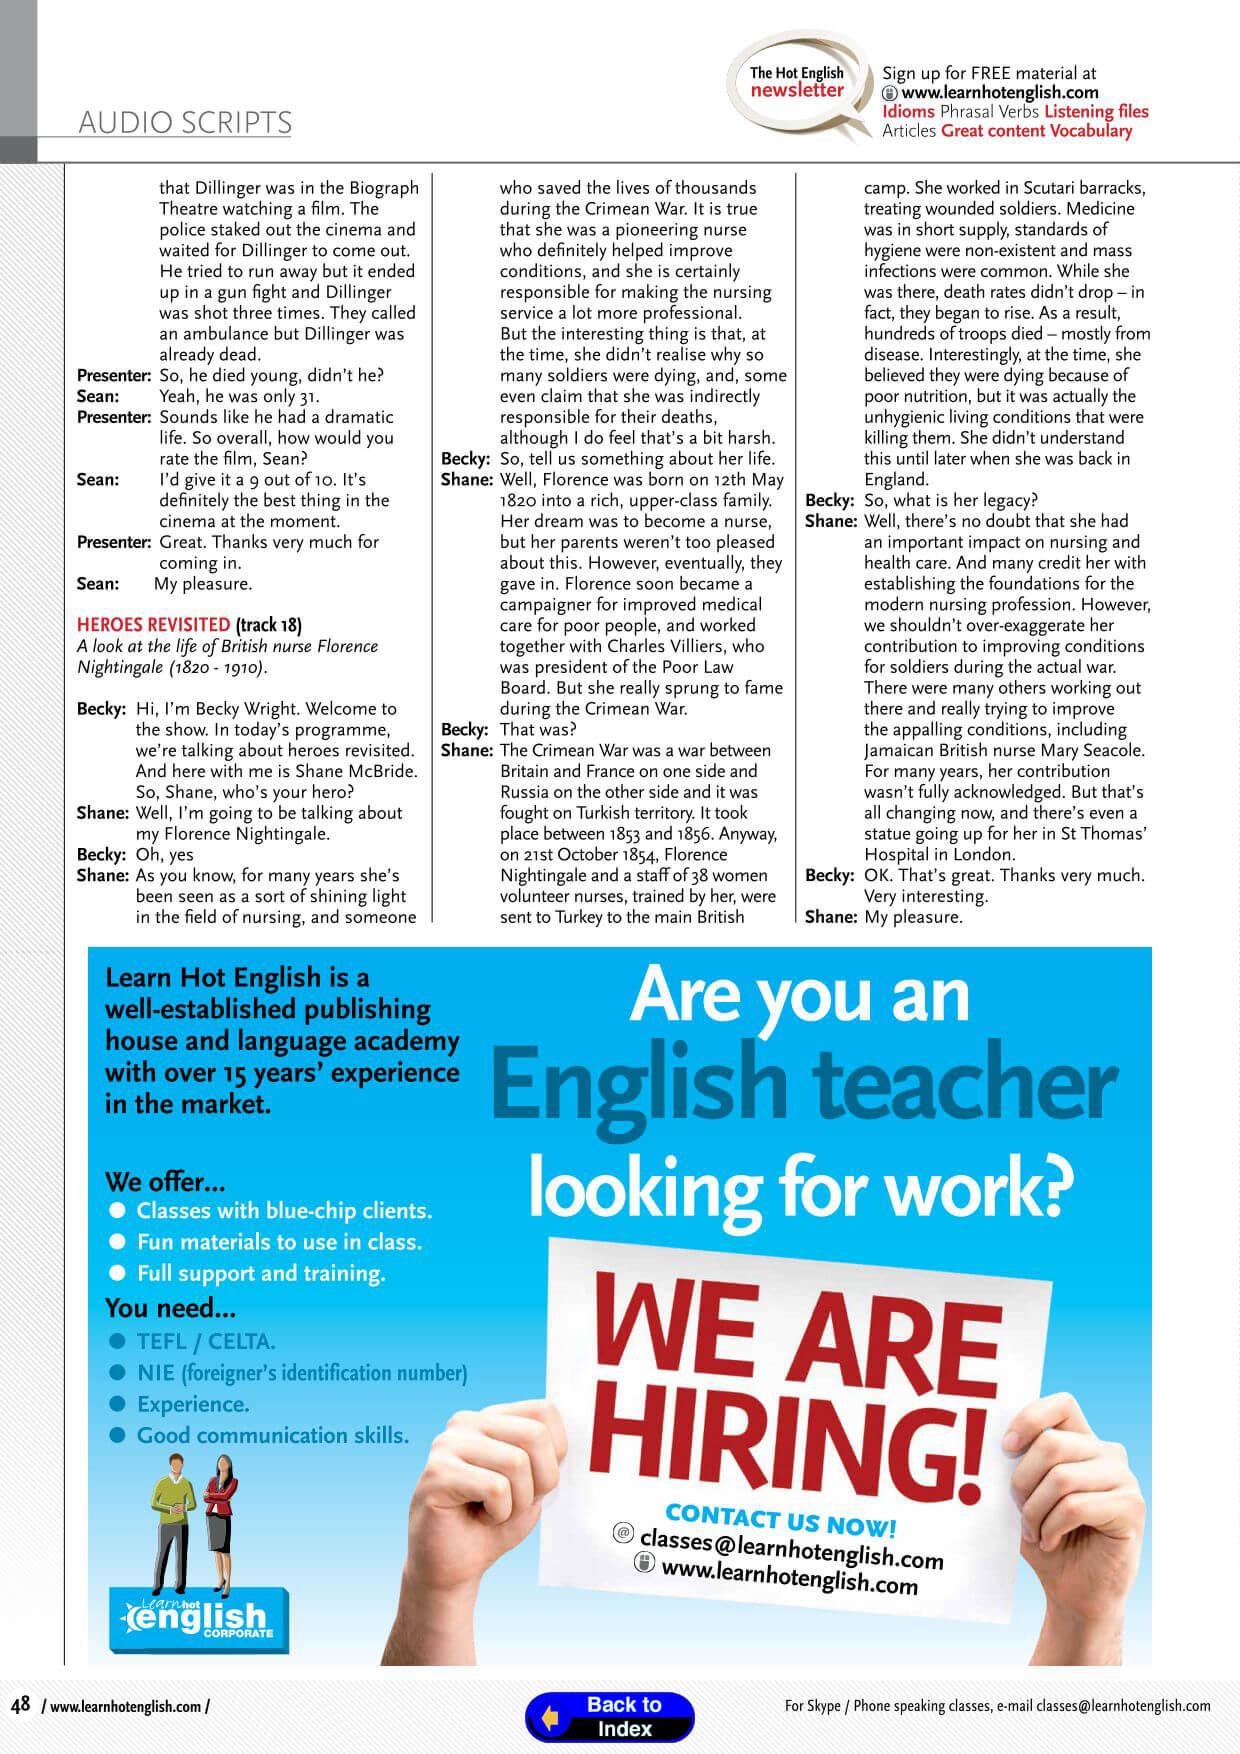 The Hot English
newsletter
Sign up for FREE material at
www.learnhotenglish.com
Idioms Phrasal Verbs Listening files
Articles Great content Vocabulary
AUDIO SCRIPTS
that Dillinger was in the Biograph
Theatre watching a film. The
police staked out the cinema and
waited for Dillinger to come out.
He tried to run away but it ended
up in a gun fight and Dillinger
was shot three times. They called
an ambulance but Dillinger was
already dead.
Presenter: So, he died young, didn't he?
Sean: Yeah, he was only 31.
Presenter: Sounds like he had a dramatic
life. So overall, how would you
rate the film, Sean?
Sean: I'd give it a 9 out of 10. It's
definitely the best thing in the
cinema at the moment.
Presenter: Great. Thanks very much for
coming in.
Sean: My pleasure.
HEROES REVISITED (track 18)
A look at the life of British nurse Florence
Nightingale (1820 - 1910).
Becky: Hi, I'm Becky Wright. Welcome to
the show. In today's programme,
we're talking about heroes revisited.
And here with me is Shane McBride.
So, Shane, who's your hero?
Shane: Well, I'm going to be talking about
my Florence Nightingale.
Becky: Oh, yes
Shane: As you know, for many years she's
been seen as a sort of shining light
in the field of nursing, and someone
who saved the lives of thousands
during the Crimean War. It is true
that she was a pioneering nurse
who definitely helped improve
conditions, and she is certainly
responsible for making the nursing
service a lot more professional.
But the interesting thing is that, at
the time, she didn't realise why so
many soldiers were dying, and, some
even claim that she was indirectly
responsible for their deaths,
although I do feel that's a bit harsh.
Becky: So, tell us something about her life.
Shane: Well, Florence was born on 12th May
1820 into a rich, upper-class family.
Her dream was to become a nurse,
but her parents weren't too pleased
about this. However, eventually, they
gave in. Florence soon became a
campaigner for improved medical
care for poor people, and worked
together with Charles Villiers, who
was president of the Poor Law
Board. But she really sprung to fame
during the Crimean War.
Becky: That was?
Shane: The Crimean War was a war between
Britain and France on one side and
Russia on the other side and it was
fought on Turkish territory. It took
place between 1853 and 1856. Anyway,
on 21st October 1854, Florence
Nightingale and a staff of 38 women
volunteer nurses, trained by her, were
sent to Turkey to the main British
camp. She worked in Scutari barracks,
treating wounded soldiers. Medicine
was in short supply, standards of
hygiene were non-existent and mass
infections were common. While she
was there, death rates didn't drop – in
fact, they began to rise. As a result,
hundreds of troops died – mostly from
disease. Interestingly, at the time, she
believed they were dying because of
poor nutrition, but it was actually the
unhygienic living conditions that were
killing them. She didn't understand
this until later when she was back in
England.
Becky: So, what is her legacy?
Shane: Well, there's no doubt that she had
an important impact on nursing and
health care. And many credit her with
establishing the foundations for the
modern nursing profession. However,
we shouldn't over-exaggerate her
contribution to improving conditions
for soldiers during the actual war.
There were many others working out
there and really trying to improve
the appalling conditions, including
Jamaican British nurse Mary Seacole.
For many years, her contribution
wasn't fully acknowledged. But that's
all changing now, and there's even a
statue going up for her in St Thomas'
Hospital in London.
Becky: OK. That's great. Thanks very much.
Very interesting.
Shane: My pleasure.
Learn Hot English is a
well-established publishing
house and language academy
with over 15 years' experience
in the market.
We offer...
● Classes with blue-chip clients.
● Fun materials to use in class.
● Full support and training.
You need...
● TEFL / CELTA.
● NIE (foreigner's identification number)
● Experience.
● Good communication skills.
Learn hot
english
CORPORATE
Are you an
English teacher
looking for work?
WE ARE
HIRING!
CONTACT US NOW!
classes@learnhotenglish.com
www.learnhotenglish.com
48 / www.learnhotenglish.com /
Back to
Index
For Skype / Phone speaking classes, e-mail classes@learnhotenglish.com